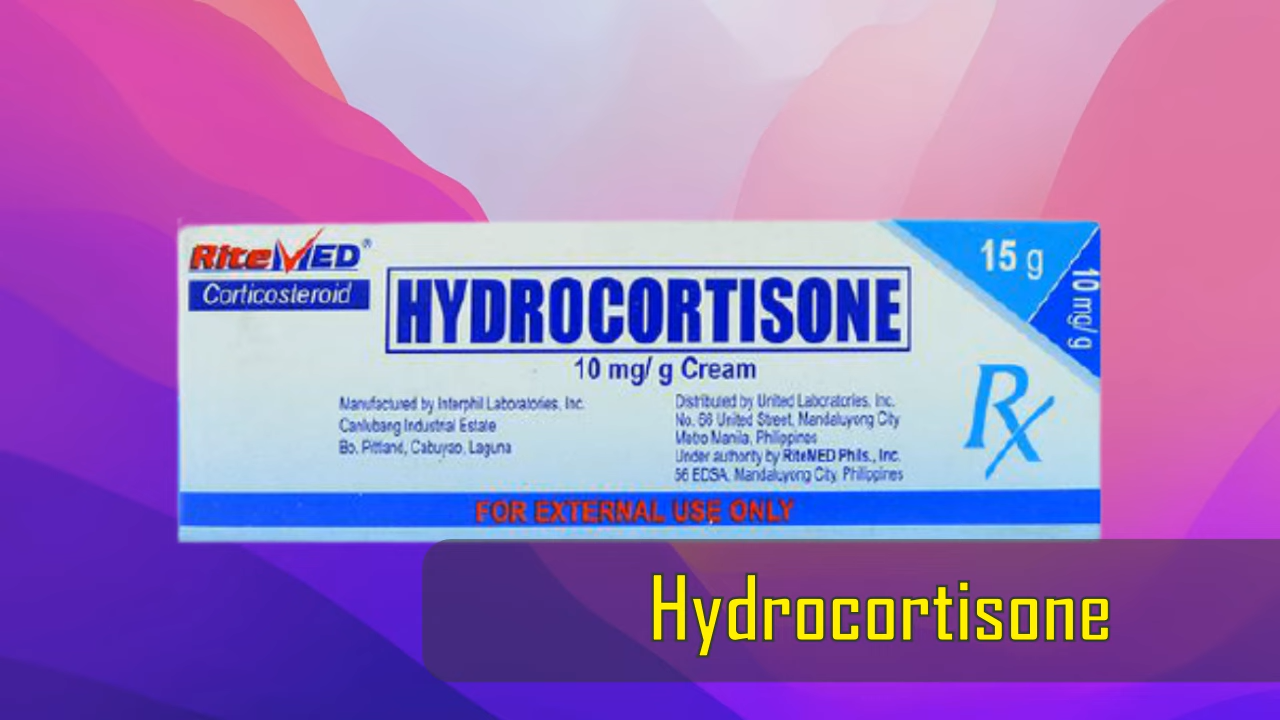 RiteMED®
Corticosteroid
HYDROCORTISONE
10 mg/ g Cream
15 g
10 mg/ g
Manufactured by Interphil Laboratories, Inc.
Canlubang Industrial Estate
Bo. Pittland, Cabuyao, Laguna
Distributed by United Laboratories, Inc.
No. 66 United Street, Mandaluyong City
Metro Manila, Philippines
Under authority by RiteMED Phils., Inc.
56 EDSA, Mandaluyong City, Philippines
Rx
FOR EXTERNAL USE ONLY
Hydrocortisone